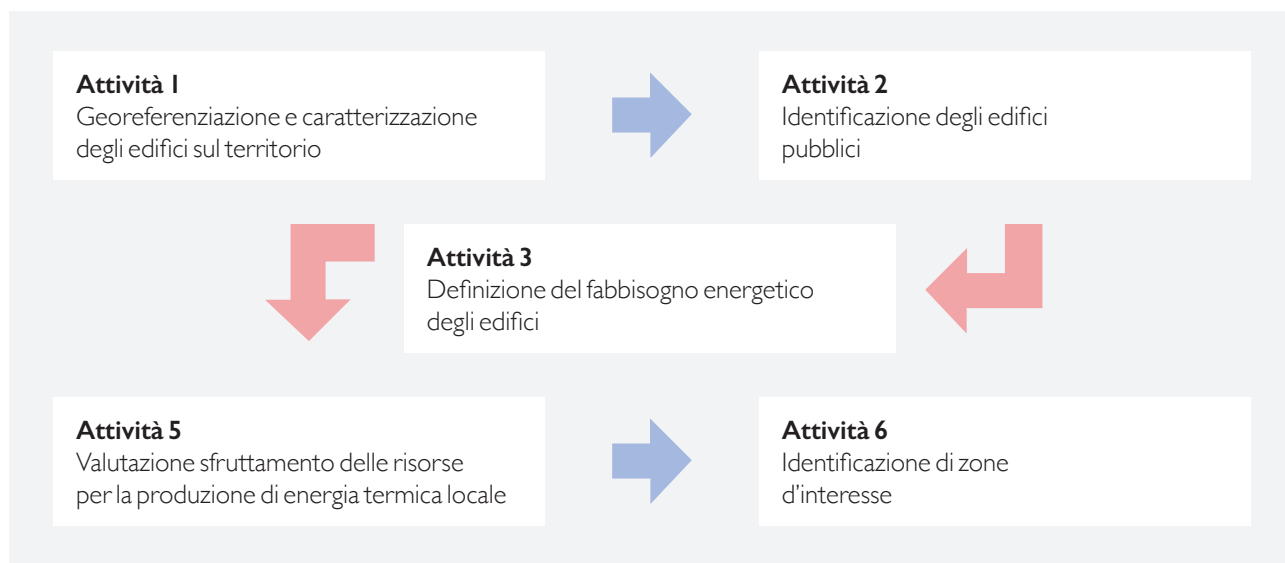 Attività 1
Georeferenziazione e caratterizzazione
degli edifici sul territorio
Attività 2
Identificazione degli edifici
pubblici
Attività 3
Definizione del fabbisogno energetico
degli edifici
Attività 5
Valutazione sfruttamento delle risorse
per la produzione di energia termica locale
Attività 6
Identificazione di zone
d’interesse